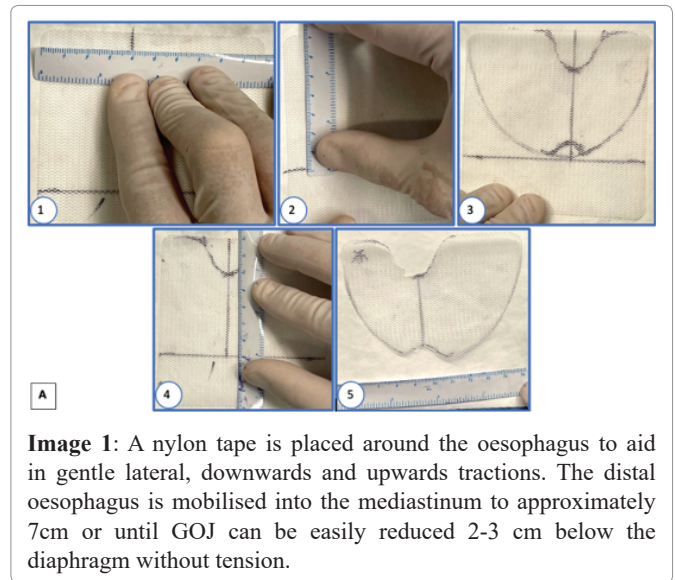 1
2
3
4
5
A
Image 1: A nylon tape is placed around the oesophagus to aid
in gentle lateral, downwards and upwards tractions. The distal
oesophagus is mobilised into the mediastinum to approximately
7cm or until GOJ can be easily reduced 2-3 cm below the
diaphragm without tension.